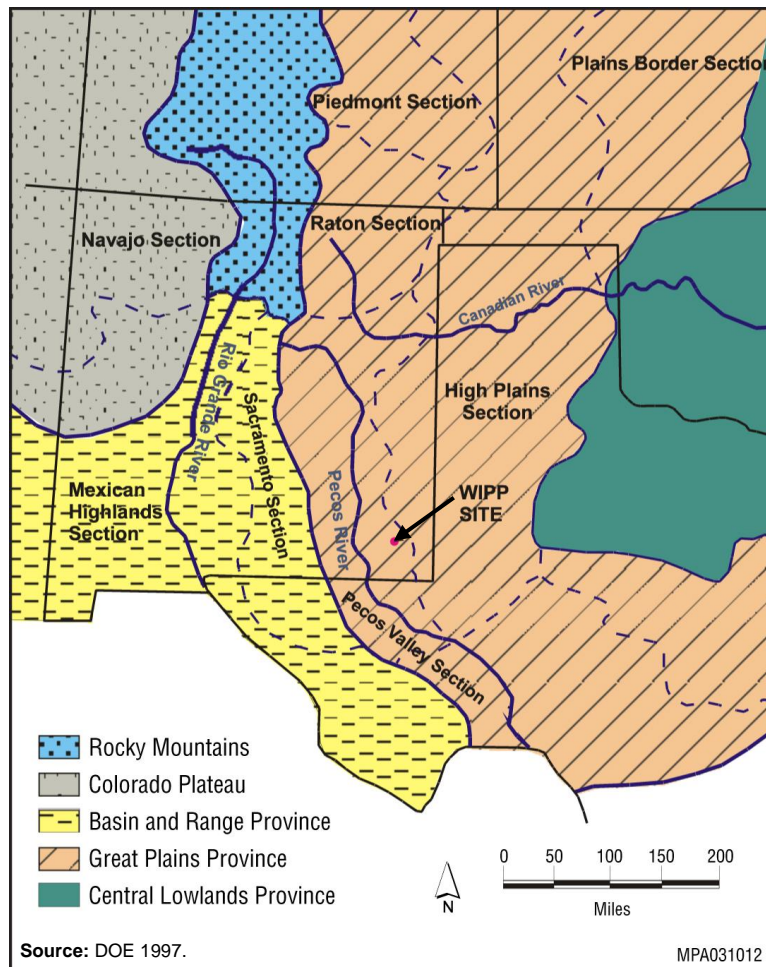 Plains Border Section
Piedmont Section
Raton Section
Navajo Section
Canadian River
Rio Grande River
Sacramento Section
High Plains
Section
Mexican
Highlands
Section
Pecos River
WIPP
SITE
Pecos Valley Section
Rocky Mountains
Colorado Plateau
Basin and Range Province
Great Plains Province
Central Lowlands Province
N
0 50 100 150 200
Miles
Source: DOE 1997.
MPA031012